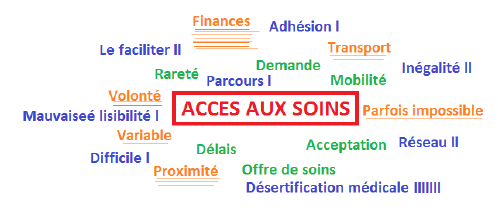 Finances
Adhésion I
Le faciliter II
Transport
Demande
Inégalité II
Rareté
Parcours I
Mobilité
Volonté
ACCES AUX SOINS
Parfois impossible
Mauvaiseé lisibilité I
Variable
Réseau II
Délais
Acceptation
Difficile I
Proximité
Offre de soins
Désertification médicale IIIIIII